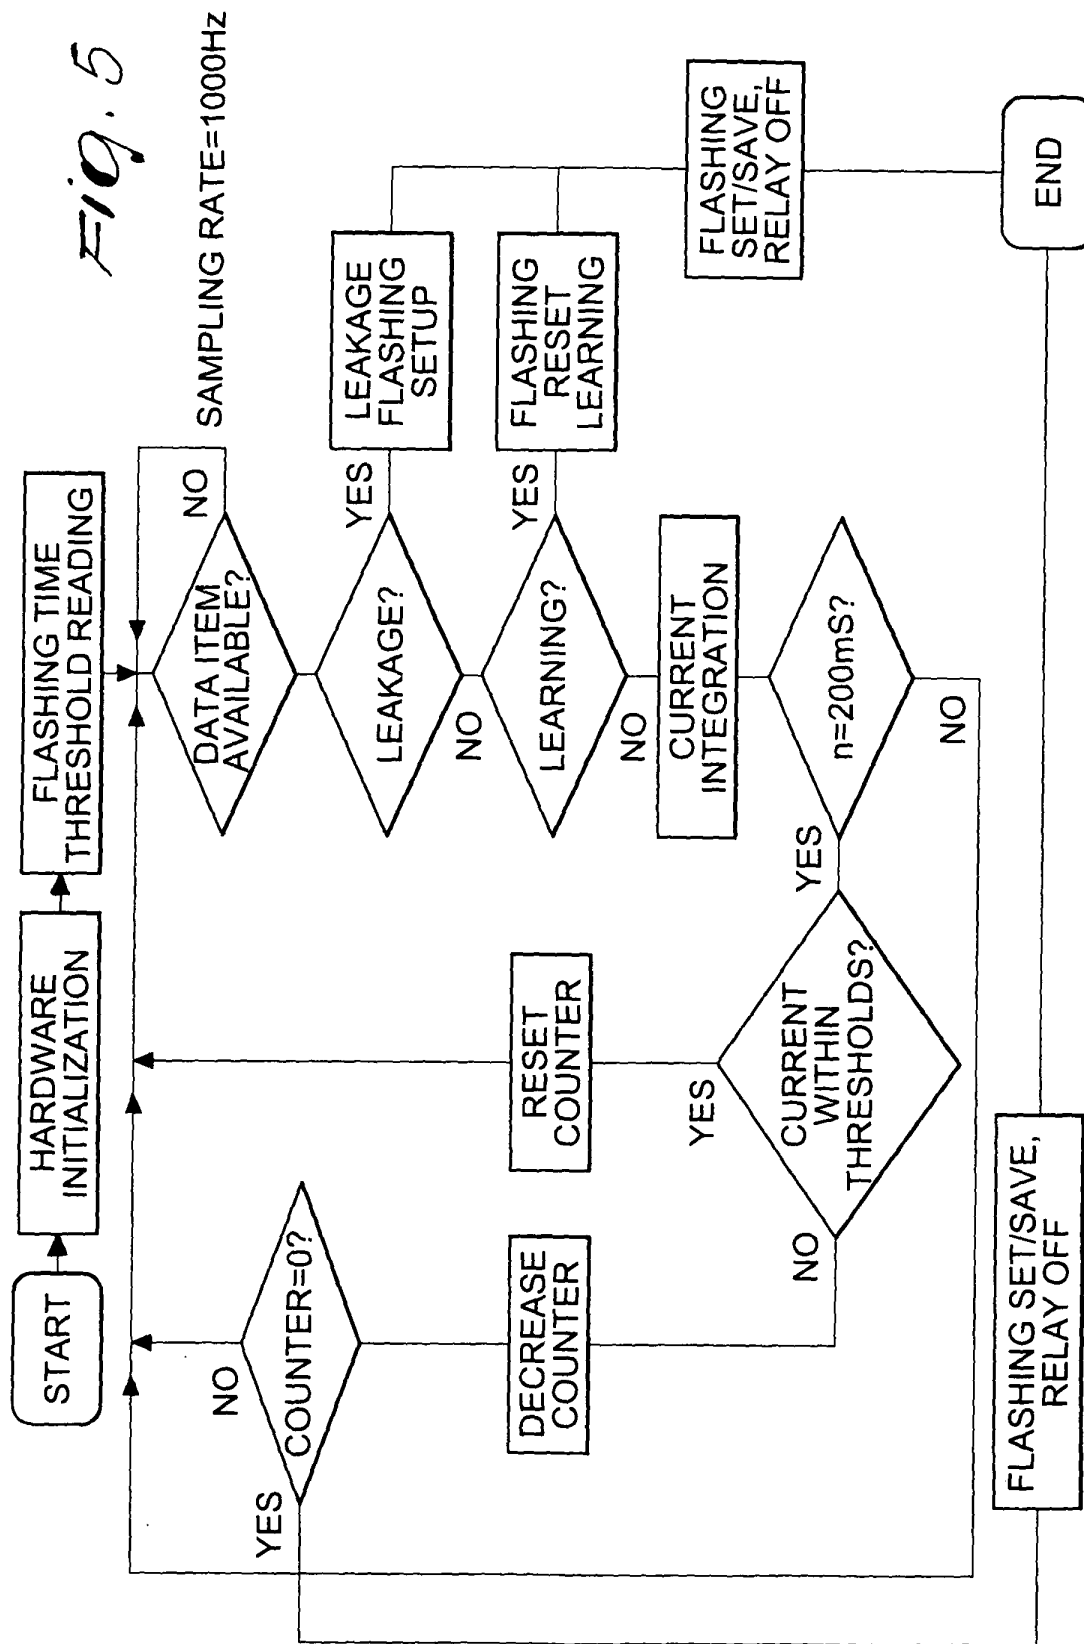 Fig. 5
START
HARDWARE
INITIALIZATION
FLASHING TIME
THRESHOLD READING
SAMPLING RATE=1000Hz
DATA ITEM
AVAILABLE?
NO
LEAKAGE?
YES
NO
LEAKAGE
FLASHING
SETUP
LEARNING?
YES
NO
FLASHING
RESET
LEARNING
CURRENT
INTEGRATION
n=200mS?
YES
NO
CURRENT
WITHIN
THRESHOLDS?
YES
NO
RESET
COUNTER
DECREASE
COUNTER
COUNTER=0?
NO
YES
FLASHING
SET/SAVE,
RELAY OFF
FLASHING SET/SAVE,
RELAY OFF
END